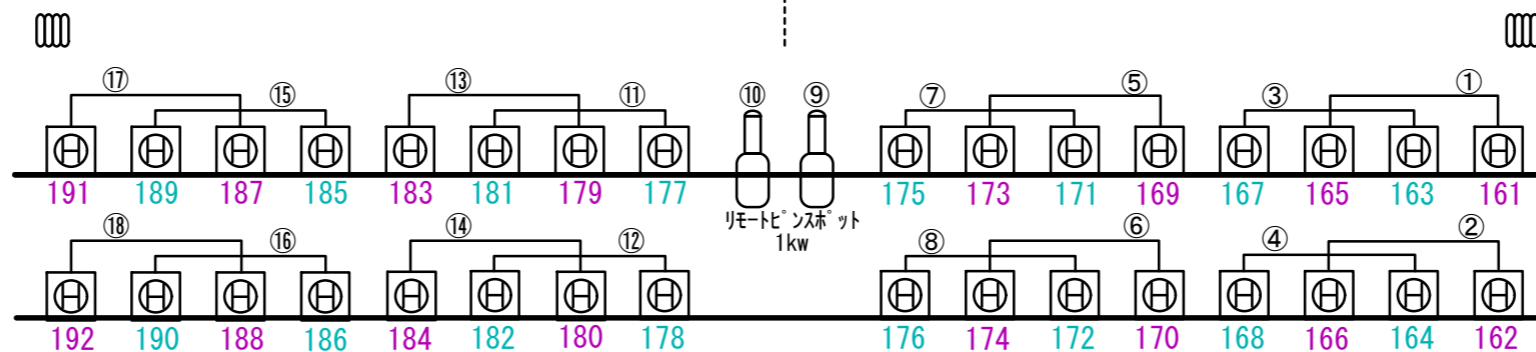 ⑰ ⑮ ⑬ ⑪ ⑩ ⑨ ⑦ ⑤ ③ ①
H H H H H H H H H H H H H H H H
191 189 187 185 183 181 179 177 175 173 171 169 167 165 163 161
リモートピンスポット
1kw
⑱ ⑯ ⑭ ⑫ ⑧ ⑥ ④ ②
H H H H H H H H H H H H H H H H
192 190 188 186 184 182 180 178 176 174 172 170 168 166 164 162